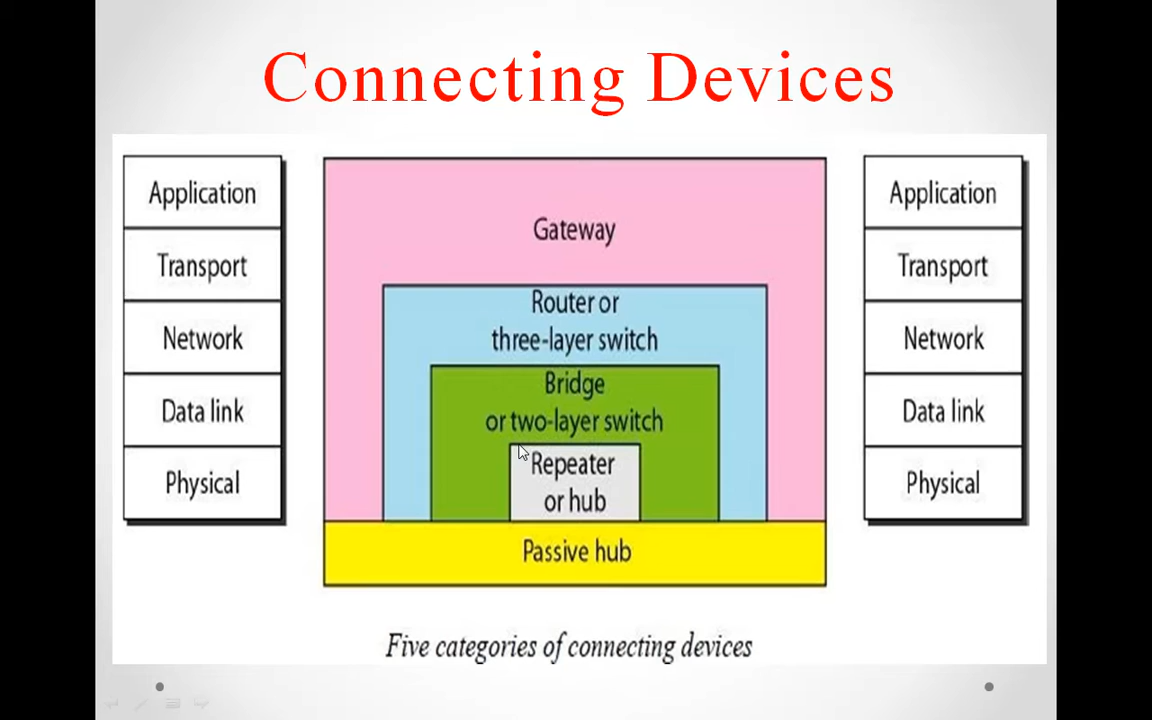 Connecting Devices
Application
Transport
Network
Data link
Physical
Gateway
Router or
three-layer switch
Bridge
or two-layer switch
Repeater
or hub
Passive hub
Application
Transport
Network
Data link
Physical
Five categories of connecting devices